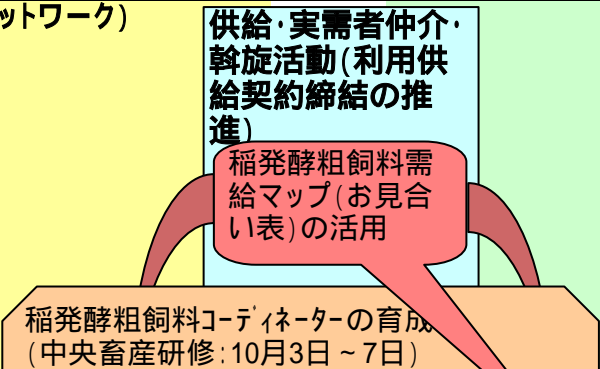 ットワーク)
供給･実需者仲介･
斡旋活動(利用供
給契約締結の推
進)
稲発酵粗飼料需
給マップ(お見合
い表)の活用
稲発酵粗飼料ｺｰﾃﾞｨﾈｰﾀｰの育成
(中央畜産研修:10月3日～7日)